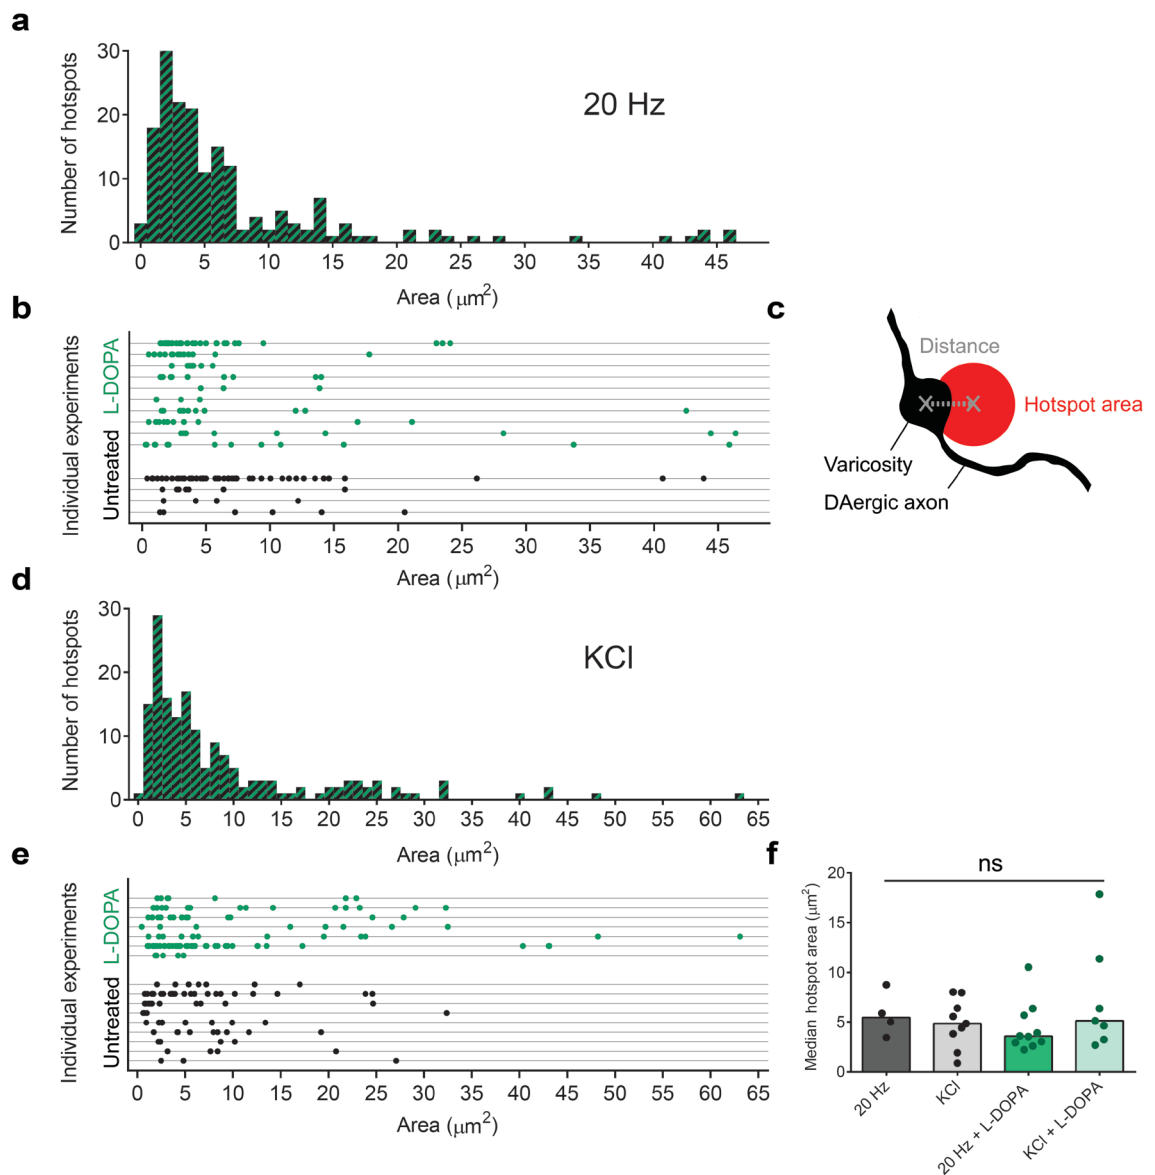 a
Number of hotspots
30
20
10
0
20 Hz
0 5 10 15 20 25 30 35 40 45
Area (μm²)
b
Individual experiments
L-DOPA
Untreated
0 5 10 15 20 25 30 35 40 45
Area (μm²)
c
Distance
Hotspot area
Varicosity
DAergic axon
d
Number of hotspots
30
20
10
0
KCl
0 5 10 15 20 25 30 35 40 45 50 55 60 65
Area (μm²)
e
Individual experiments
L-DOPA
Untreated
0 5 10 15 20 25 30 35 40 45 50 55 60 65
Area (μm²)
f
Median hotspot area (μm²)
20
15
10
5
0
ns
20 Hz
KCl
20 Hz + L-DOPA
KCl + L-DOPA